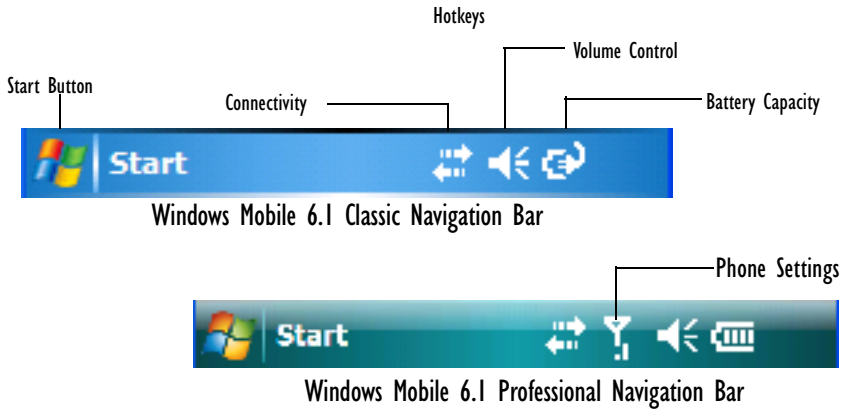 Hotkeys
Volume Control
Start Button
Connectivity
Battery Capacity
Start
Windows Mobile 6.1 Classic Navigation Bar
Phone Settings
Start
Windows Mobile 6.1 Professional Navigation Bar